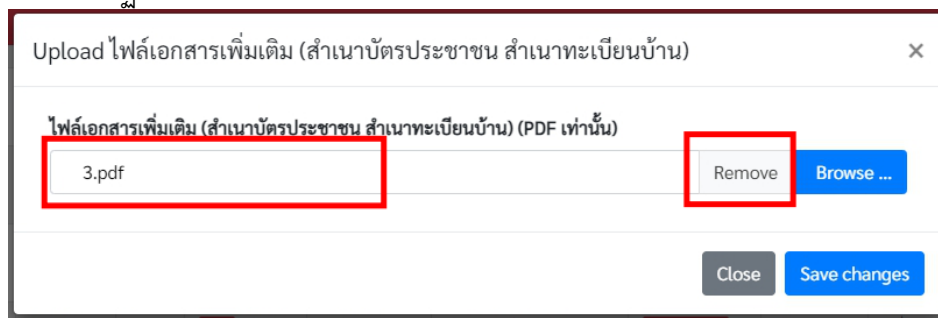 Upload ไฟล์เอกสารเพิ่มเติม (สำเนาบัตรประชาชน สำเนาทะเบียนบ้าน) ×
ไฟล์เอกสารเพิ่มเติม (สำเนาบัตรประชาชน สำเนาทะเบียนบ้าน) (PDF เท่านั้น)
3.pdf Remove Browse ...
Close Save changes